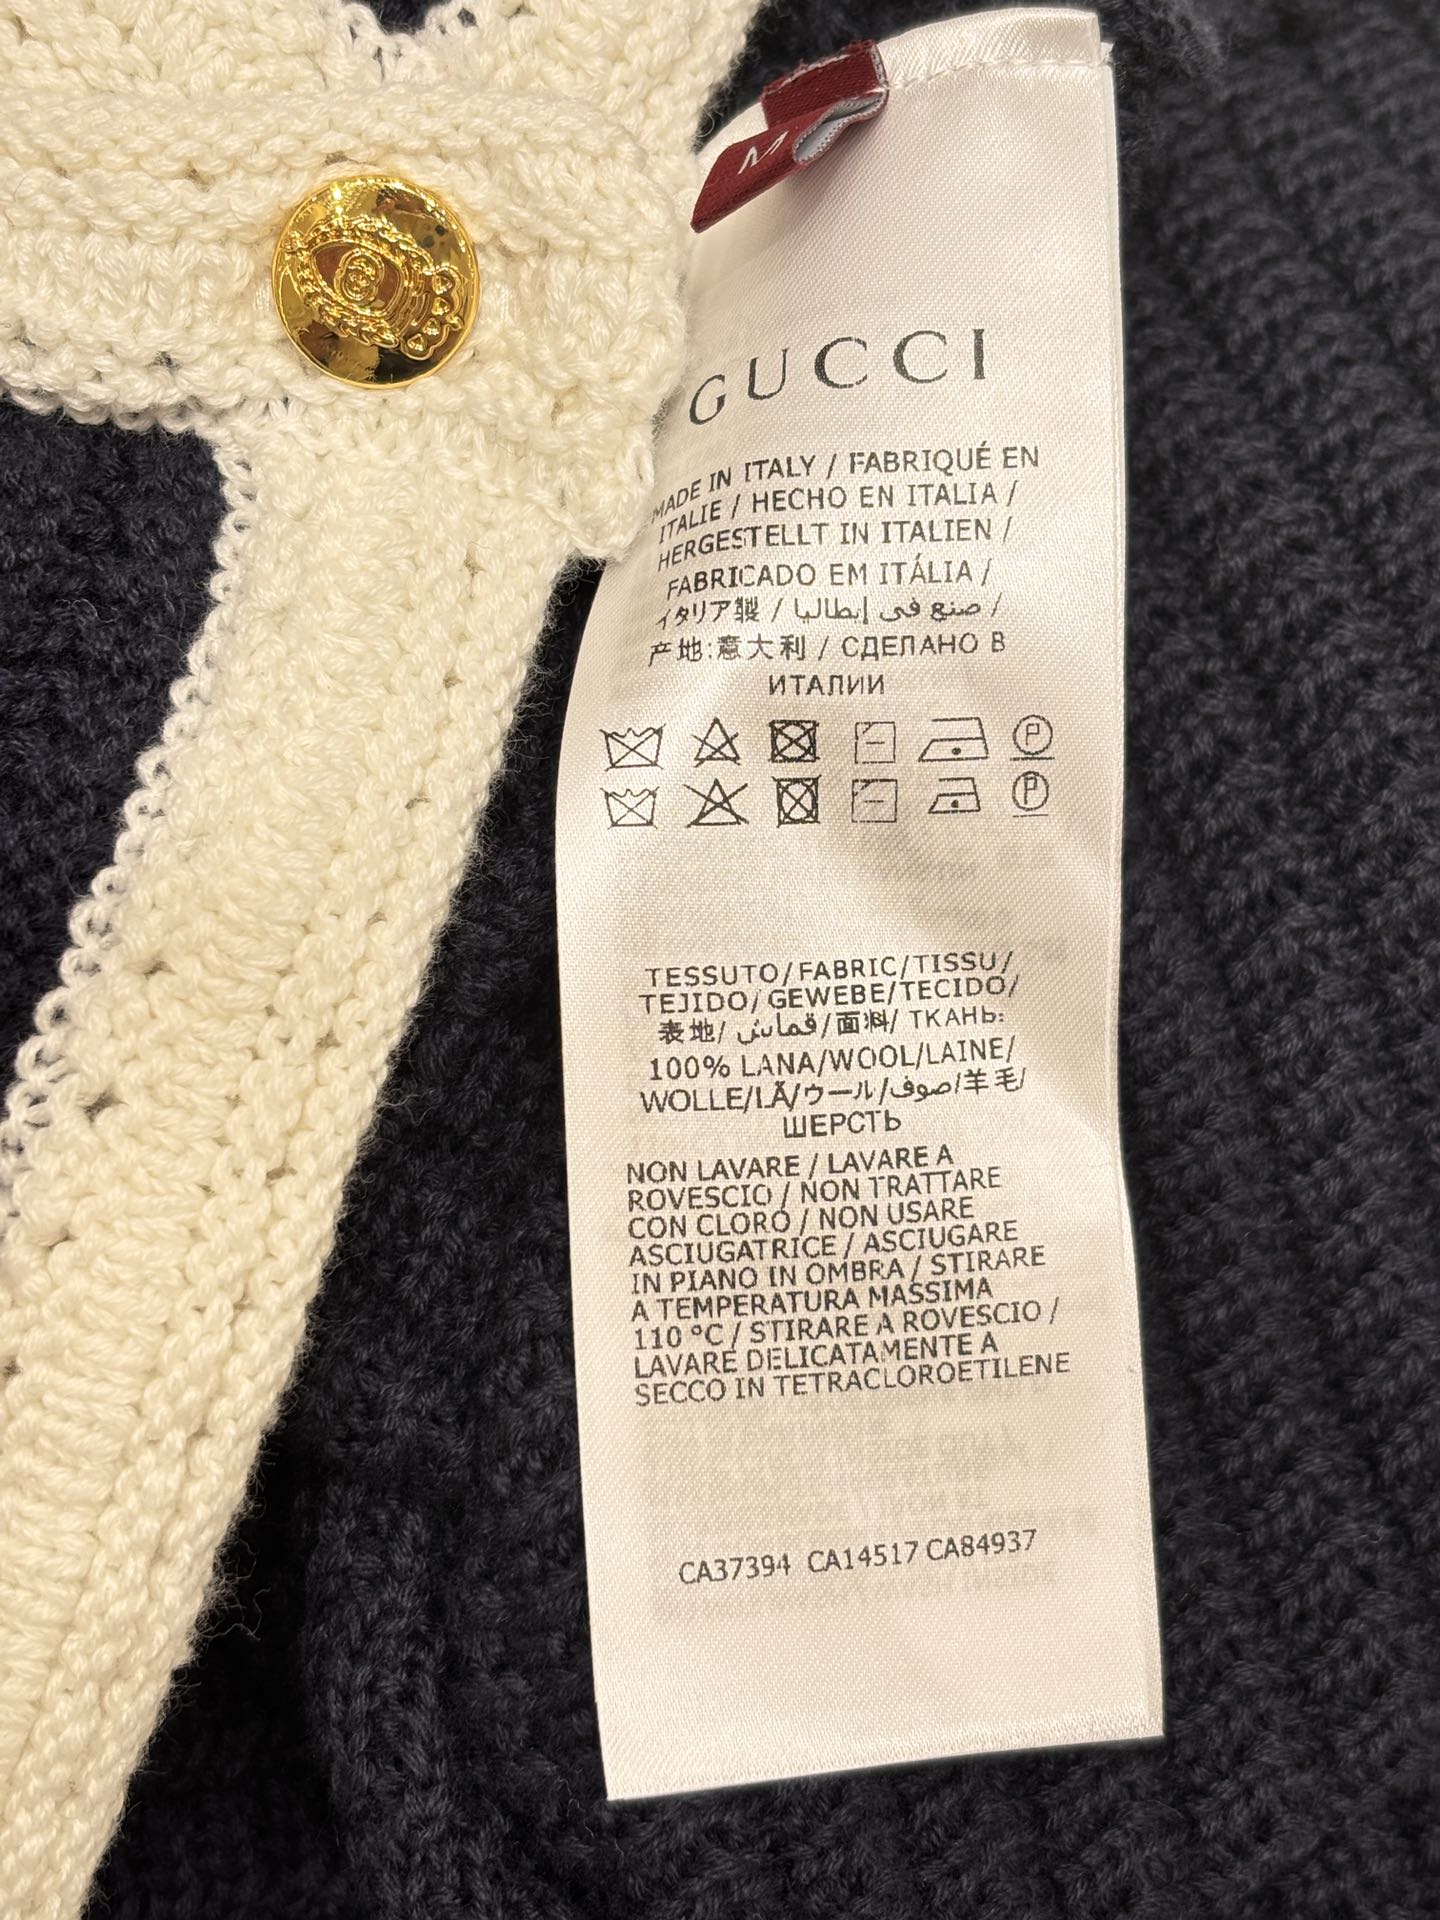 M
GUCCI
MADE IN ITALY / FABRIQUÉ EN
ITALIE / HECHO EN ITALIA /
HERGESTELLT IN ITALIEN /
FABRICADO EM ITÁLIA /
イタリア製 / صنع في إيطاليا /
产地:意大利 / СДЕЛАНО В
ИТАЛИИ
P
P
TESSUTO/FABRIC/TISSU/
TEJIDO/GEWEBE/TECIDO/
表地/ قماش/面料/ ТКАНЬ:
100% LANA/WOOL/LAINE/
WOLLE/LÃ/ウール/صوف/羊毛/
ШЕРСТЬ
NON LAVARE / LAVARE A
ROVESCIO / NON TRATTARE
CON CLORO / NON USARE
ASCIUGATRICE / ASCIUGARE
IN PIANO IN OMBRA / STIRARE
A TEMPERATURA MASSIMA
110 °C / STIRARE A ROVESCIO /
LAVARE DELICATAMENTE A
SECCO IN TETRACLOROETILENE
CA37394 CA14517 CA84937